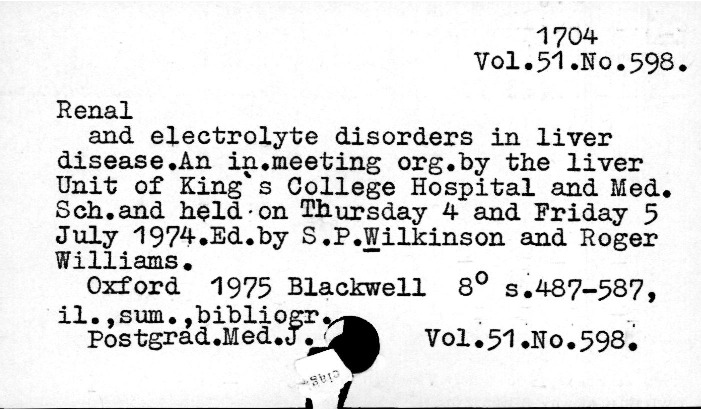 1704
Vol.51.No.598.
Renal
and electrolyte disorders in liver
disease.An in.meeting org.by the liver
Unit of King`s College Hospital and Med.
Sch.and held.on Thursday 4 and Friday 5
July 1974.Ed.by S.P.Wilkinson and Roger
Williams.
Oxford 1975 Blackwell 8° s.487-587,
il.,sum.,bibliogr.
Postgrad.Med.J. Vol.51.No.598.